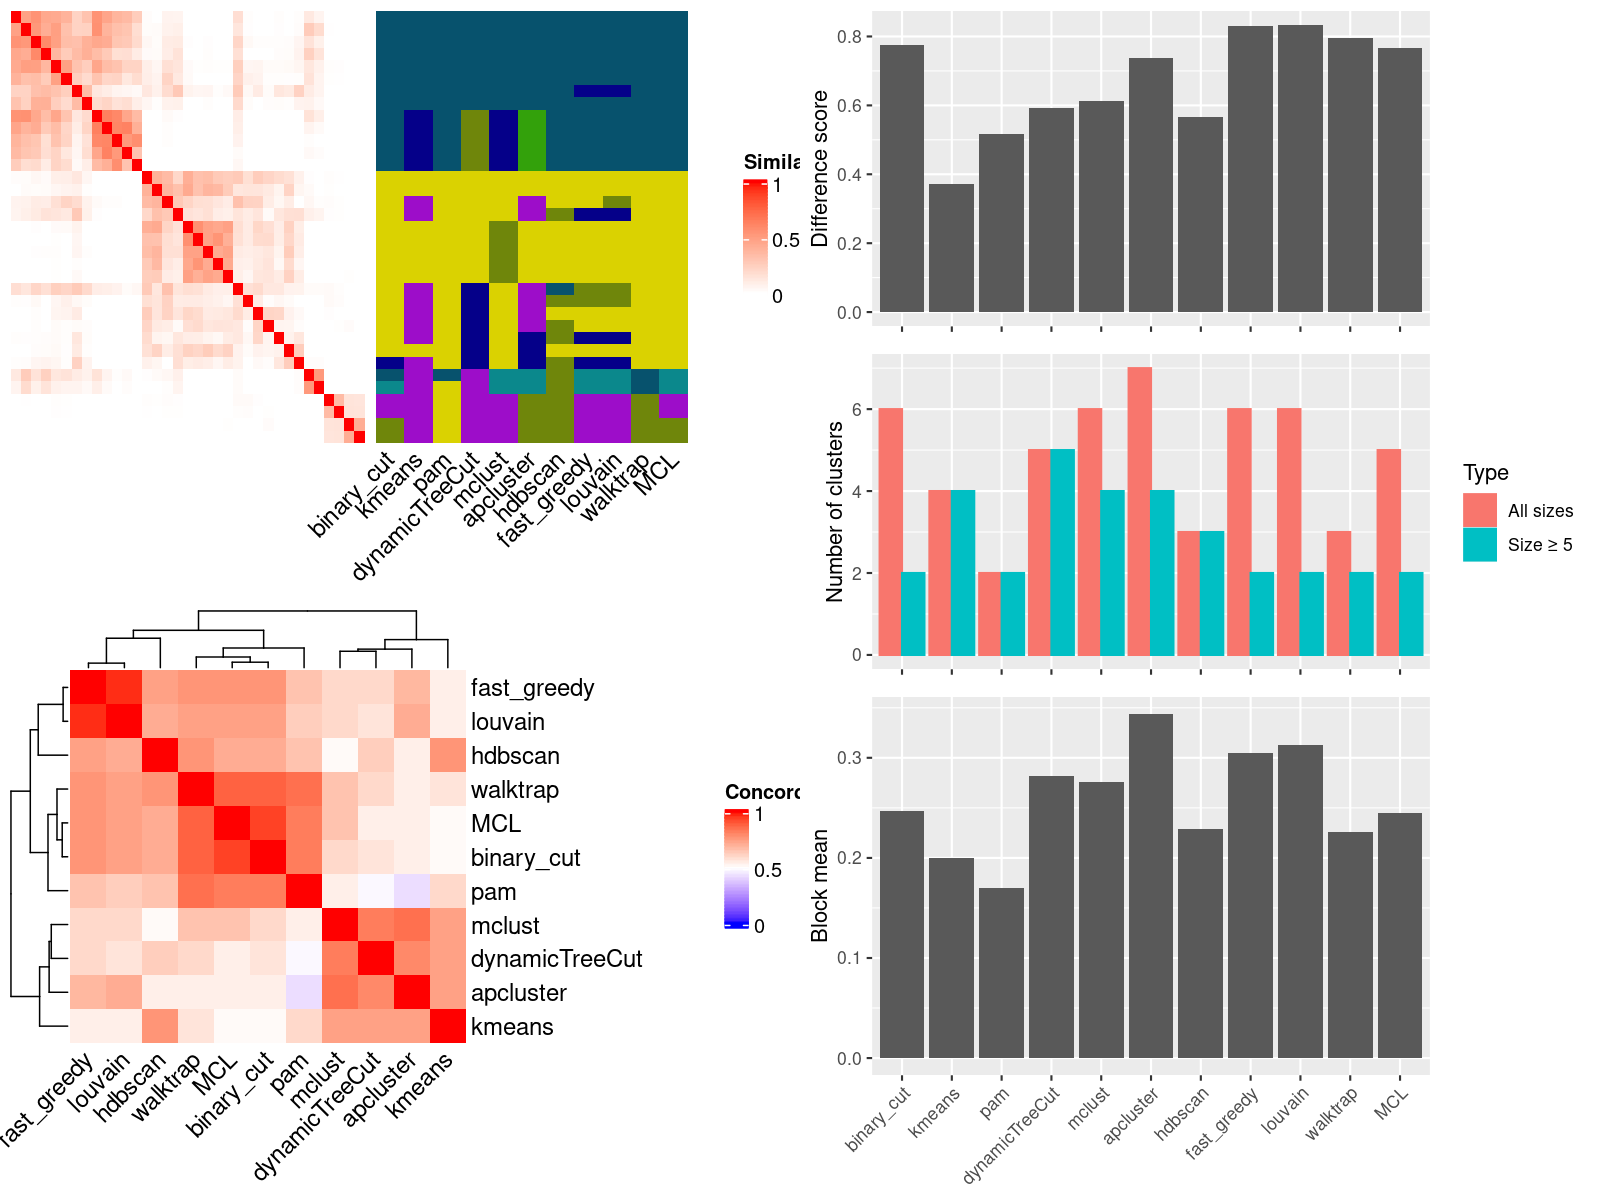 Simila
1
0.5
0
binary_cut
kmeans
pam
dynamicTreeCut
mclust
apcluster
hdbscan
fast_greedy
louvain
walktrap
MCL
fast_greedy
louvain
hdbscan
walktrap
MCL
binary_cut
pam
mclust
dynamicTreeCut
apcluster
kmeans
fast_greedy
louvain
hdbscan
walktrap
MCL
binary_cut
pam
mclust
dynamicTreeCut
apcluster
kmeans
Concord
1
0.5
0
Difference score
0.8
0.6
0.4
0.2
0.0
Number of clusters
6
4
2
0
Type
All sizes
Size ≥ 5
Block mean
0.3
0.2
0.1
0.0
binary_cut
kmeans
pam
dynamicTreeCut
mclust
apcluster
hdbscan
fast_greedy
louvain
walktrap
MCL